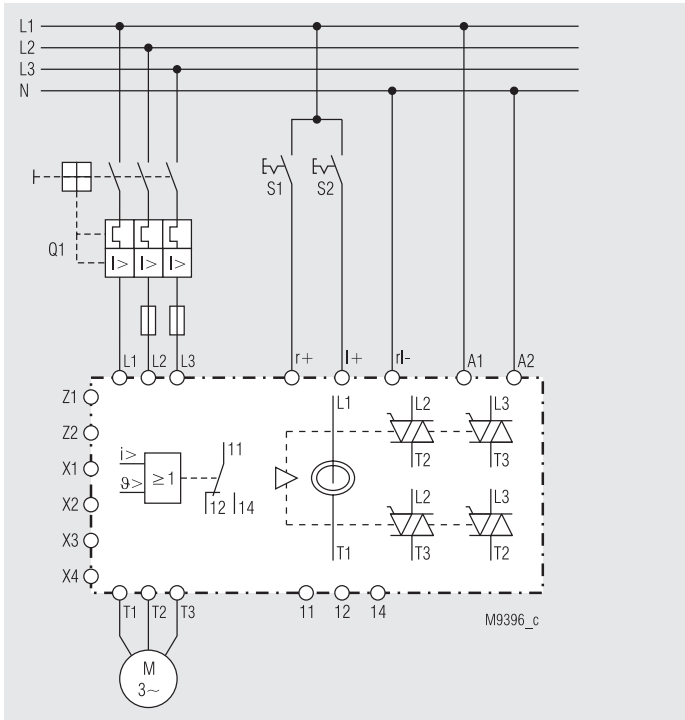 L1
L2
L3
N
S1 S2
Q1
I> I> I>
L1 L2 L3 r+ l+ rl- A1 A2
Z1
Z2
X1
X2
X3
X4
i>
ϑ>
≥1
11
12 14
L1
T1
L2 L3
T2 T3
L2 L3
T3 T2
T1 T2 T3 11 12 14
M9396_c
M
3~